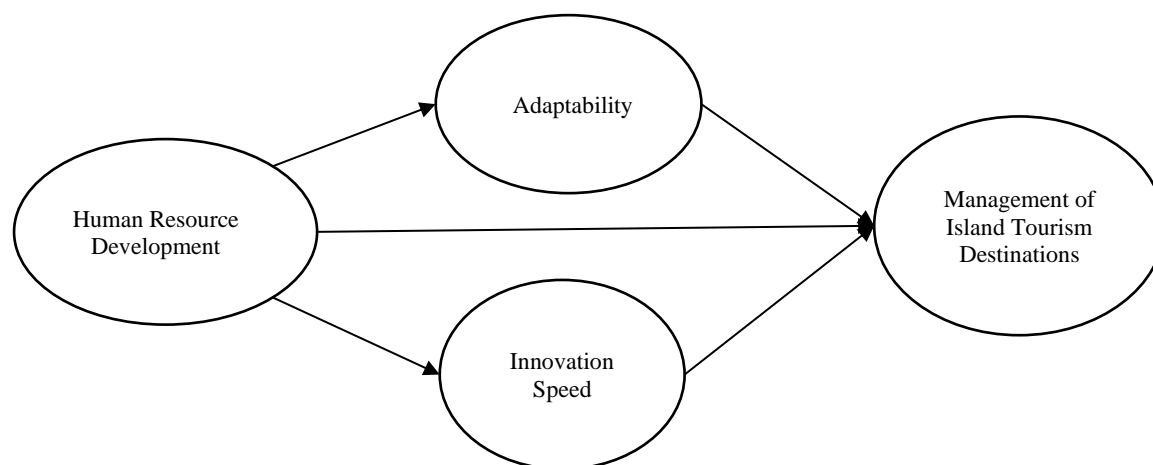 Adaptability
Human Resource
Development
Management of
Island Tourism
Destinations
Innovation
Speed